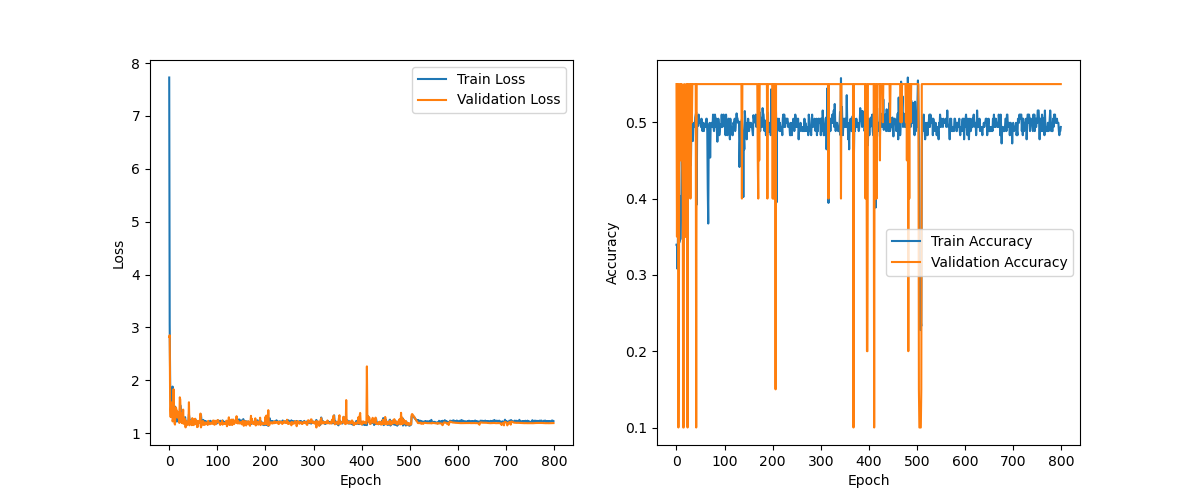 8
7
6
5
4
3
2
1
0 100 200 300 400 500 600 700 800
Epoch
Loss
Train Loss
Validation Loss
0.5
0.4
0.3
0.2
0.1
0 100 200 300 400 500 600 700 800
Epoch
Accuracy
Train Accuracy
Validation Accuracy